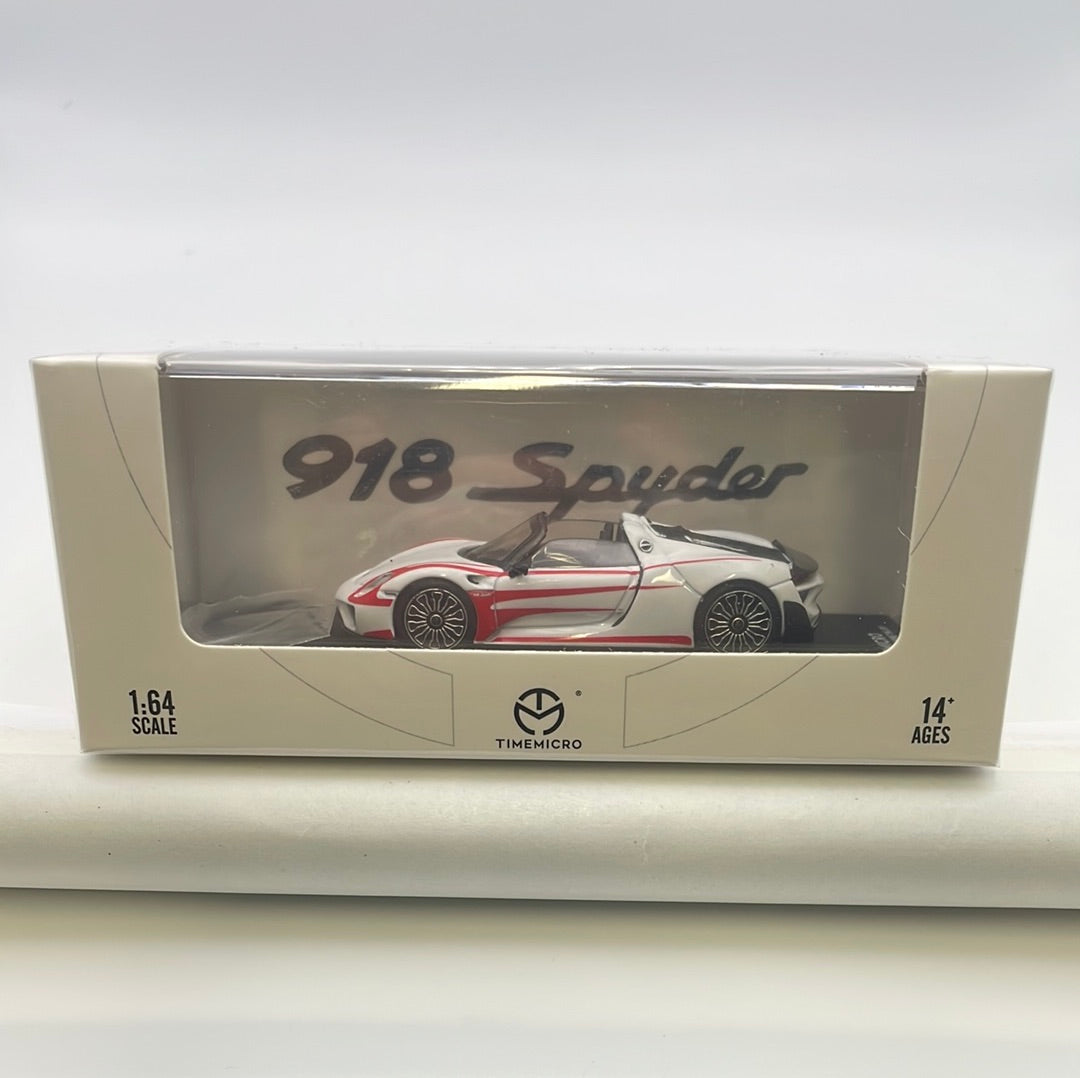 918 Spyder
1:64
SCALE
®
TIMEMICRO
14+
AGES